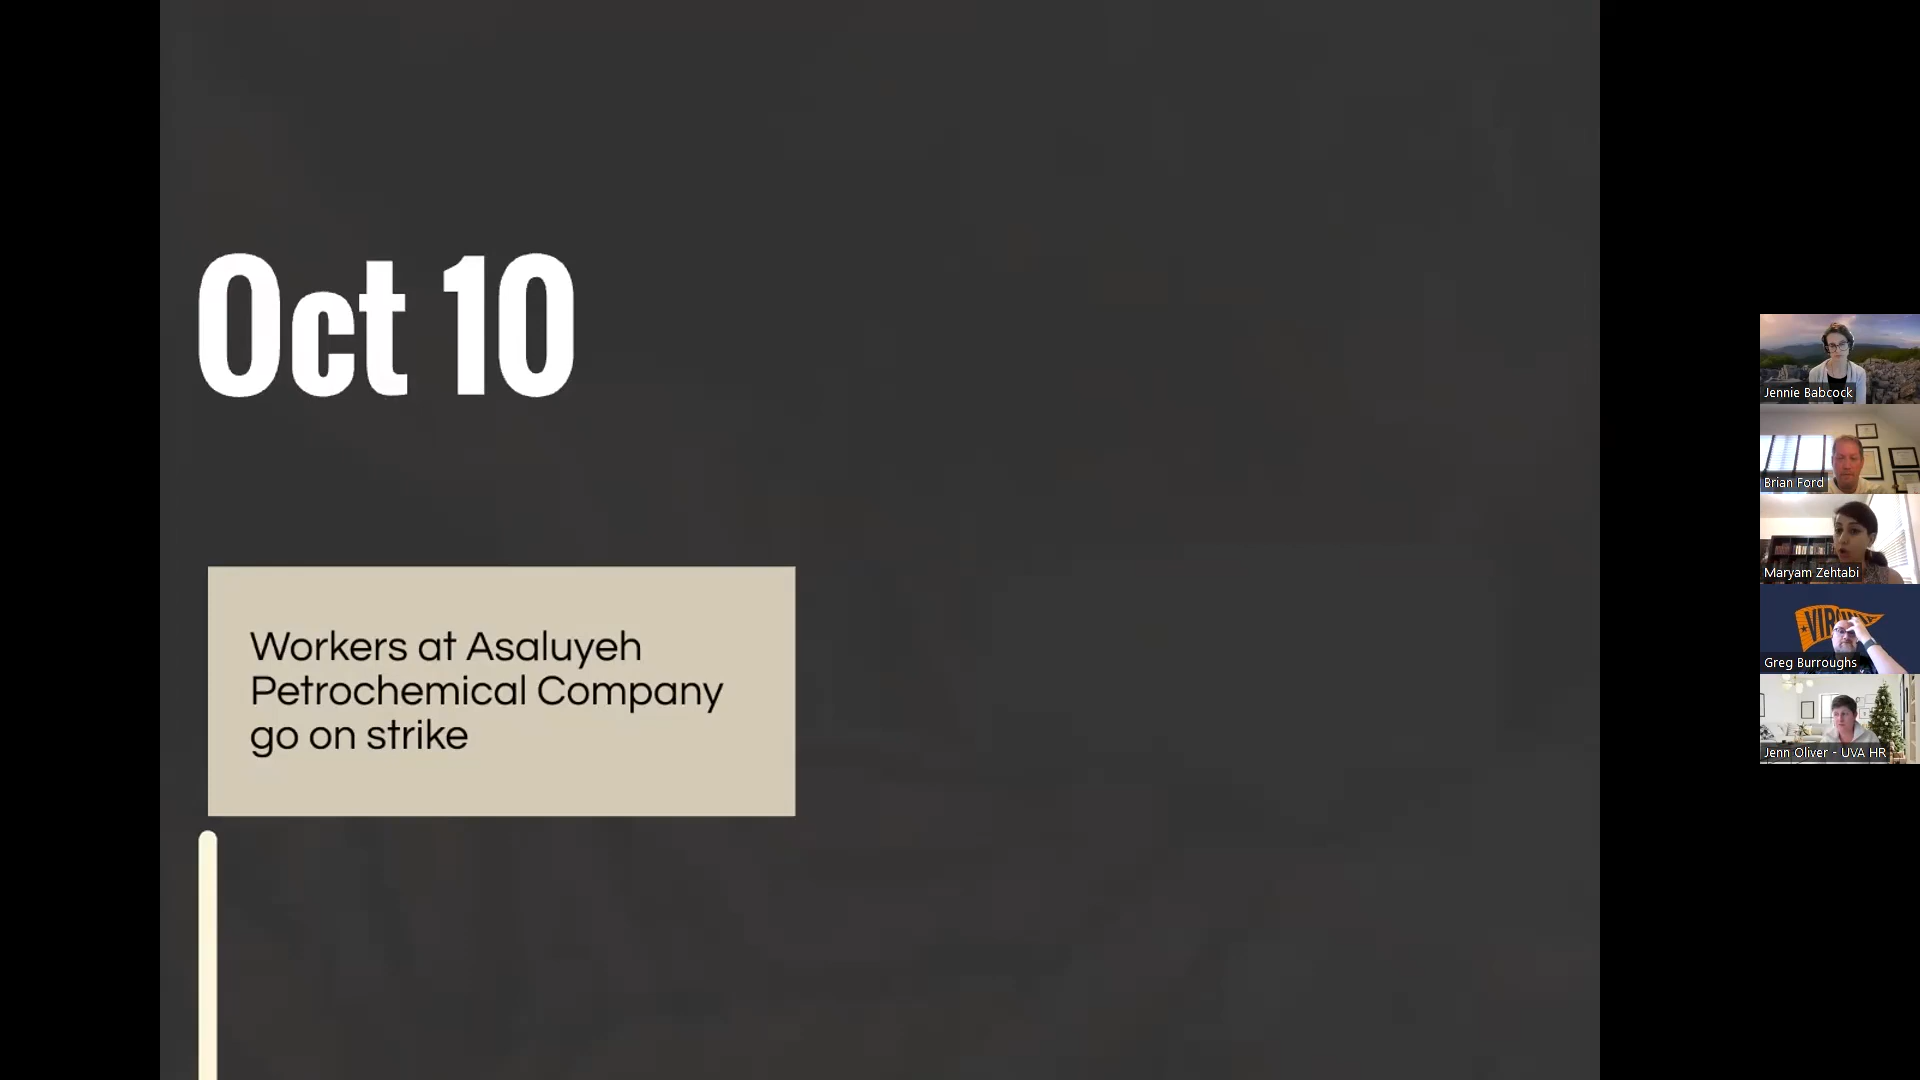 Oct 10
Workers at Asaluyeh
Petrochemical Company
go on strike
Jennie Babcock
Brian Ford
Maryam Zehtabi
Greg Burroughs
Jenn Oliver - UVA HR